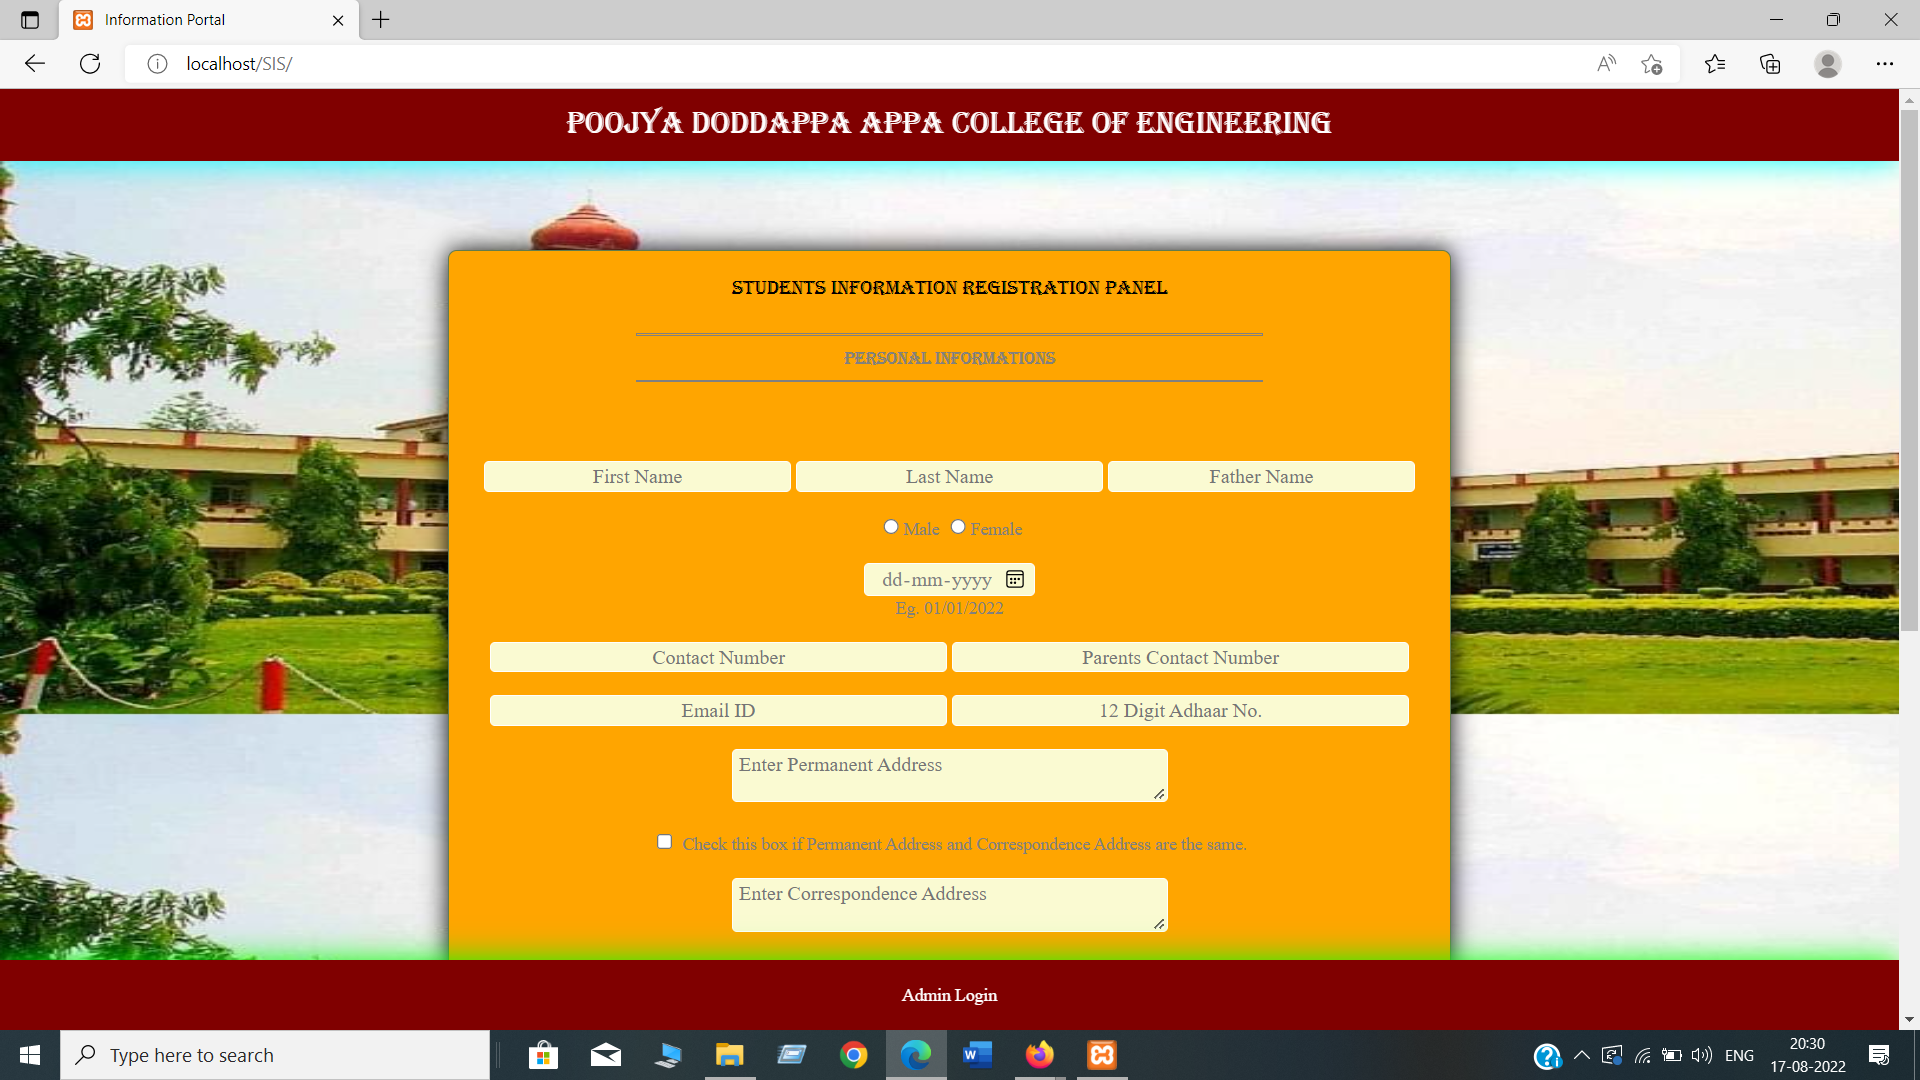 Information Portal
localhost/SIS/
POOJYA DODDAPPA APPA COLLEGE OF ENGINEERING
STUDENTS INFORMATION REGISTRATION PANEL
PERSONAL INFORMATIONS
First Name Last Name Father Name
Male Female
dd-mm-yyyy
Eg. 01/01/2022
Contact Number Parents Contact Number
Email ID 12 Digit Adhaar No.
Enter Permanent Address
Check this box if Permanent Address and Correspondence Address are the same.
Enter Correspondence Address
Admin Login
Type here to search
ENG
20:30
17-08-2022